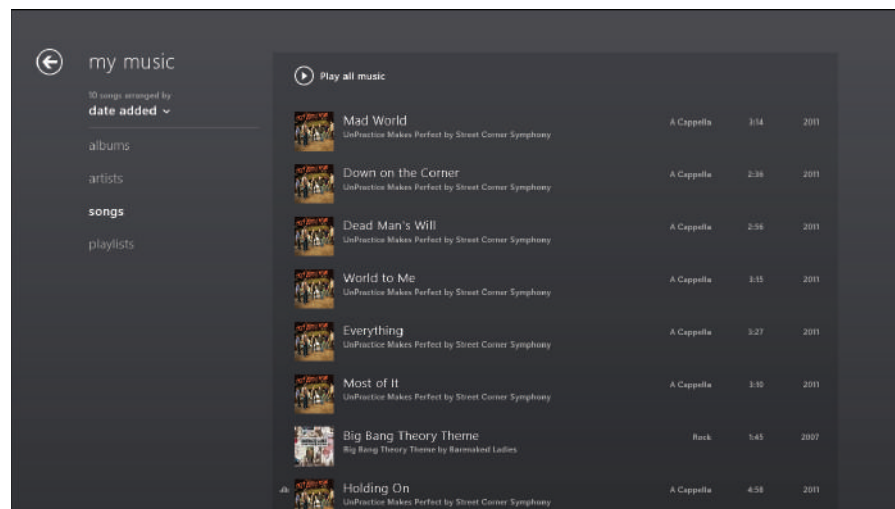 my music
10 songs arranged by
date added
albums
artists
songs
playlists
Play all music
Mad World A Cappella 3:14 2011
UnPractice Makes Perfect by Street Corner Symphony
Down on the Corner A Cappella 2:36 2011
UnPractice Makes Perfect by Street Corner Symphony
Dead Man's Will A Cappella 2:56 2011
UnPractice Makes Perfect by Street Corner Symphony
World to Me A Cappella 3:15 2011
UnPractice Makes Perfect by Street Corner Symphony
Everything A Cappella 3:27 2011
UnPractice Makes Perfect by Street Corner Symphony
Most of It A Cappella 3:10 2011
UnPractice Makes Perfect by Street Corner Symphony
Big Bang Theory Theme Rock 1:45 2007
Big Bang Theory Theme by Barenaked Ladies
Holding On A Cappella 4:58 2011
UnPractice Makes Perfect by Street Corner Symphony